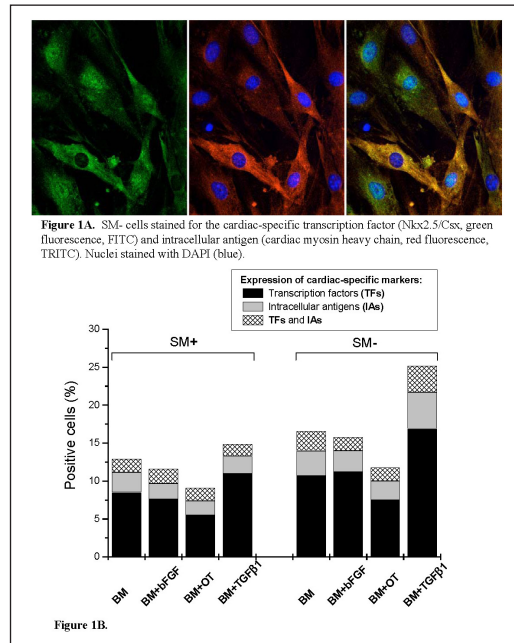 Figure 1A. SM- cells stained for the cardiac-specific transcription factor (Nkx2.5/Csx, green
fluorescence, FITC) and intracellular antigen (cardiac myosin heavy chain, red fluorescence,
TRITC). Nuclei stained with DAPI (blue).
Expression of cardiac-specific markers:
Transcription factors (TFs)
Intracellular antigens (IAs)
TFs and IAs
30
25
20
15
10
5
0
Positive cells (%)
SM+
SM-
BM
BM+bFGF
BM+OT
BM+TGFβ1
BM
BM+bFGF
BM+OT
BM+TGFβ1
Figure 1B.